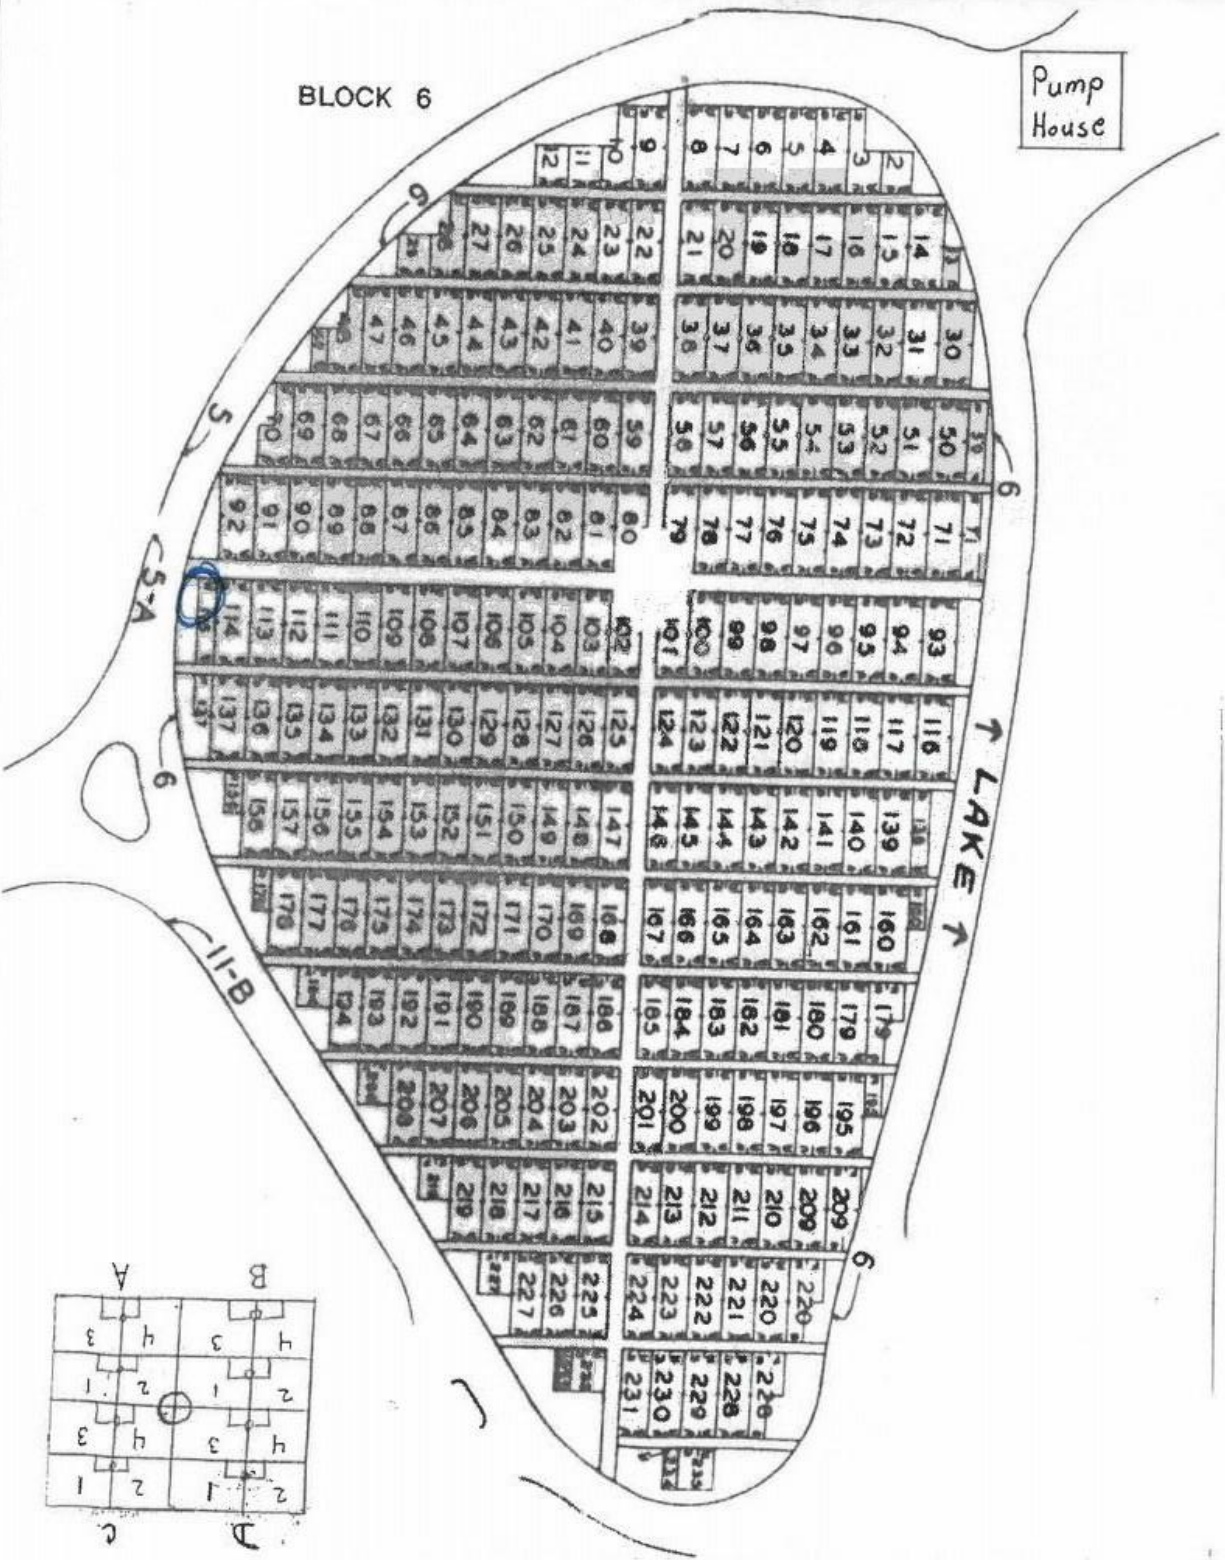 BLOCK 6
Pump
House
12 11 10 9 8 7 6 5 4 3 2
6
29 28 27 26 25 24 23 22 21 20 19 18 17 16 15 14 13
47 46 45 44 43 42 41 40 39 38 37 36 35 34 33 32 31 30
5
70 69 68 67 66 65 64 63 62 61 60 59 58 57 56 55 54 53 52 51 50
6
92 91 90 89 88 87 86 85 84 83 82 81 80 79 78 77 76 75 74 73 72 71
5-A
114 113 112 111 110 109 108 107 106 105 104 103 102 101 100 99 98 97 96 95 94 93
137 137 136 135 134 133 132 131 130 129 128 127 126 125 124 123 122 121 120 119 118 117 116
6
↑ LAKE ↑
158 157 156 155 154 153 152 151 150 149 148 147 146 145 144 143 142 141 140 139
178 177 176 175 174 173 172 171 170 169 168 167 166 165 164 163 162 161 160
11-B
194 193 192 191 190 189 188 187 186 185 184 183 182 181 180 179 179
208 207 206 205 204 203 202 201 200 199 198 197 196 195 195
219 218 217 216 215 214 213 212 211 210 209 209
6
227 227 226 225 224 223 222 221 220 220
231 230 229 228 228
A B
3 4 3 4
1 2 1 2
3 4 3 4
1 2 1 2
C D